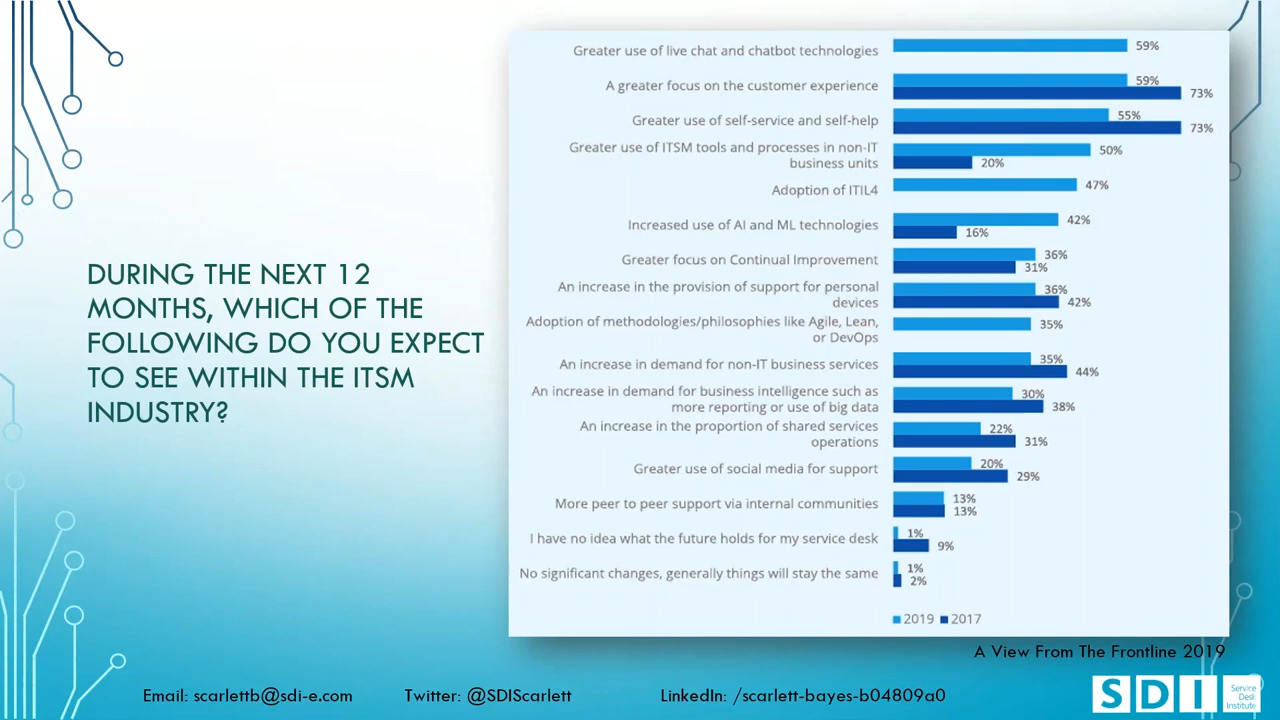 DURING THE NEXT 12
MONTHS, WHICH OF THE
FOLLOWING DO YOU EXPECT
TO SEE WITHIN THE ITSM
INDUSTRY?
Greater use of live chat and chatbot technologies 59%
A greater focus on the customer experience 59%
73%
Greater use of self-service and self-help 55%
73%
Greater use of ITSM tools and processes in non-IT
business units
50%
20%
Adoption of ITIL4 47%
Increased use of AI and ML technologies 42%
16%
Greater focus on Continual Improvement 36%
31%
An increase in the provision of support for personal
devices
36%
42%
Adoption of methodologies/philosophies like Agile, Lean,
or DevOps
35%
An increase in demand for non-IT business services 35%
44%
An increase in demand for business intelligence such as
more reporting or use of big data
30%
38%
An increase in the proportion of shared services
operations
22%
31%
Greater use of social media for support 20%
29%
More peer to peer support via internal communities 13%
13%
I have no idea what the future holds for my service desk 1%
9%
No significant changes, generally things will stay the same 1%
2%
2019 2017
A View From The Frontline 2019
Email: scarlettb@sdi-e.com Twitter: @SDIScarlett LinkedIn: /scarlett-bayes-b04809a0
SDI
Service
Desk
Institute